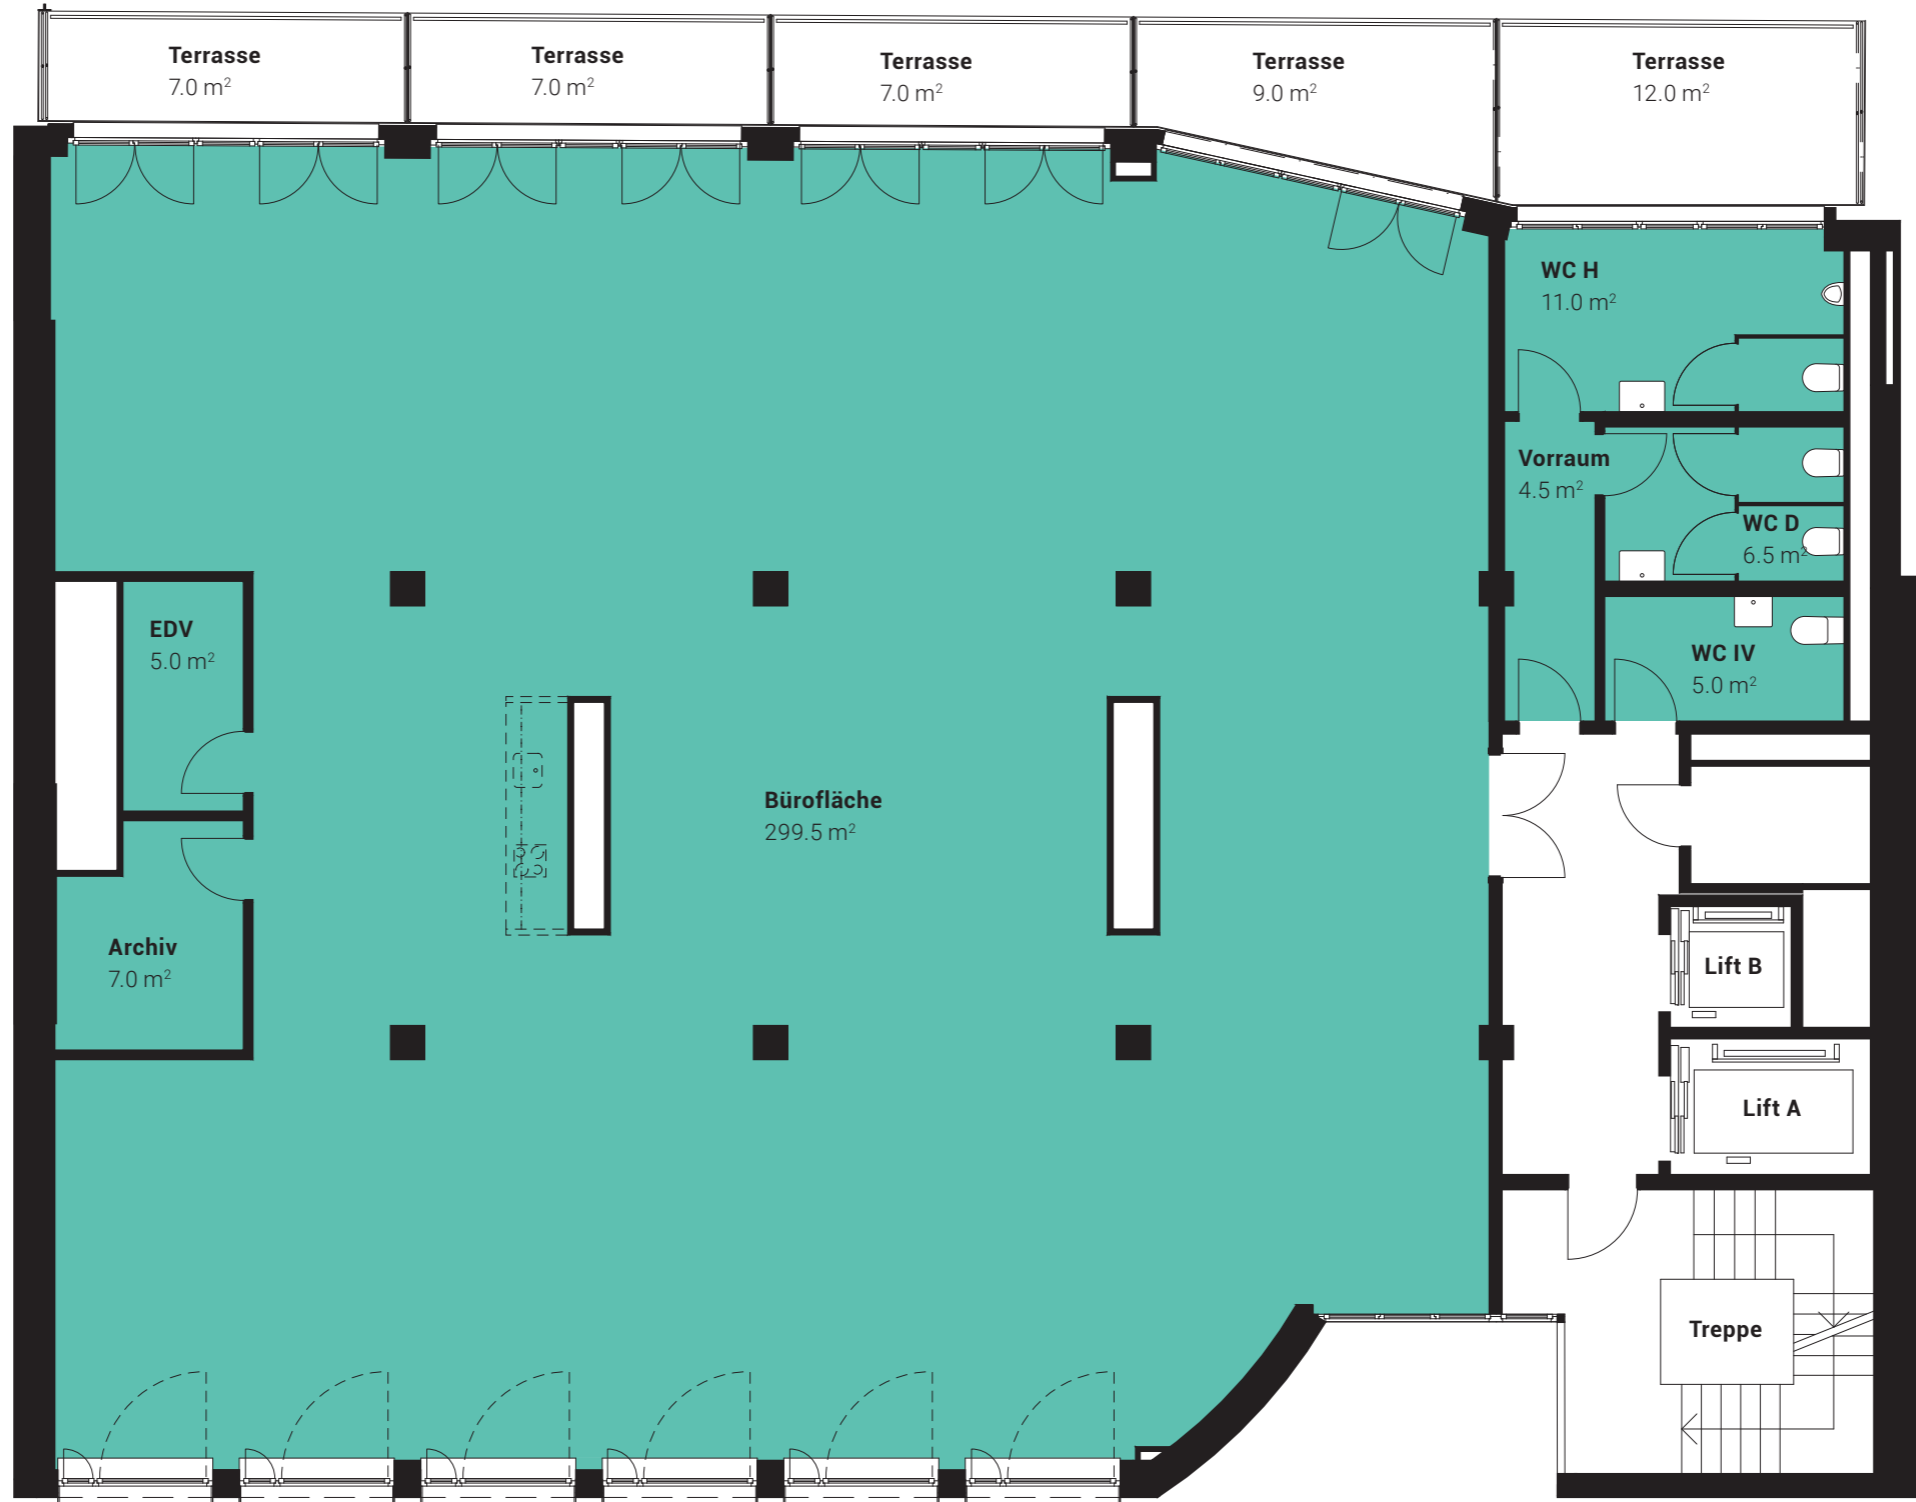 Terrasse
7.0 m²
Terrasse
7.0 m²
Terrasse
7.0 m²
Terrasse
9.0 m²
Terrasse
12.0 m²
WC H
11.0 m²
Vorraum
4.5 m²
WC D
6.5 m²
EDV
5.0 m²
WC IV
5.0 m²
Bürofläche
299.5 m²
Archiv
7.0 m²
Lift B
Lift A
Treppe